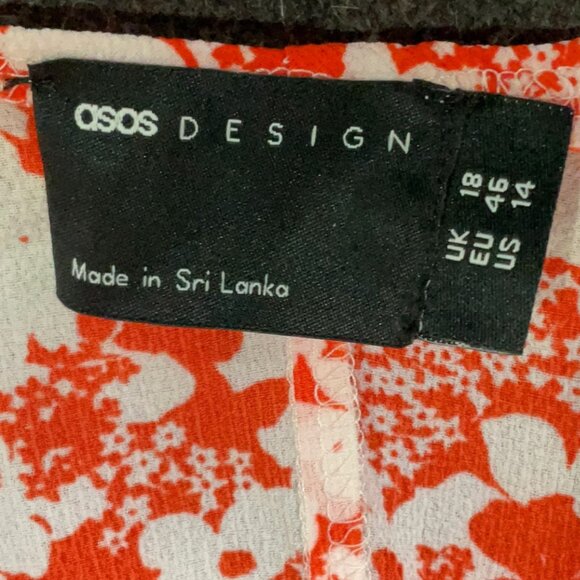 asos DESIGN
Made in Sri Lanka
UK 18
EU 46
US 14